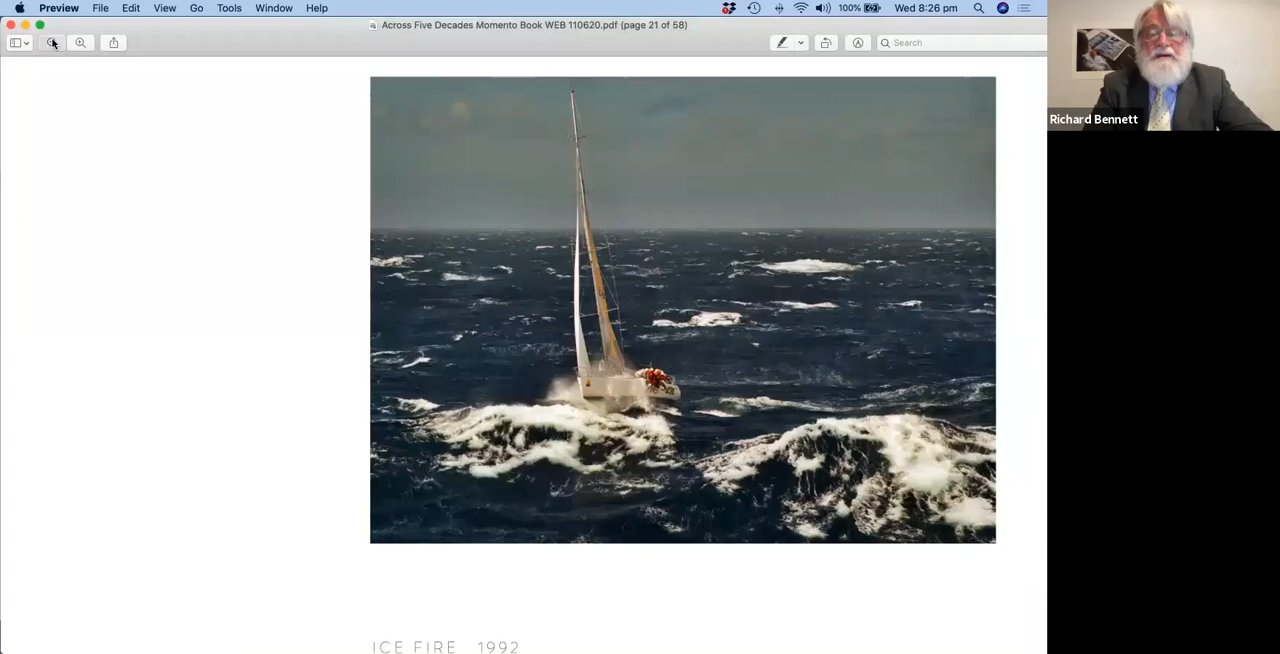 Preview File Edit View Go Tools Window Help 100% Wed 8:26 pm
Across Five Decades Momento Book WEB 110620.pdf (page 21 of 58)
Search
Richard Bennett
ICE FIRE 1992